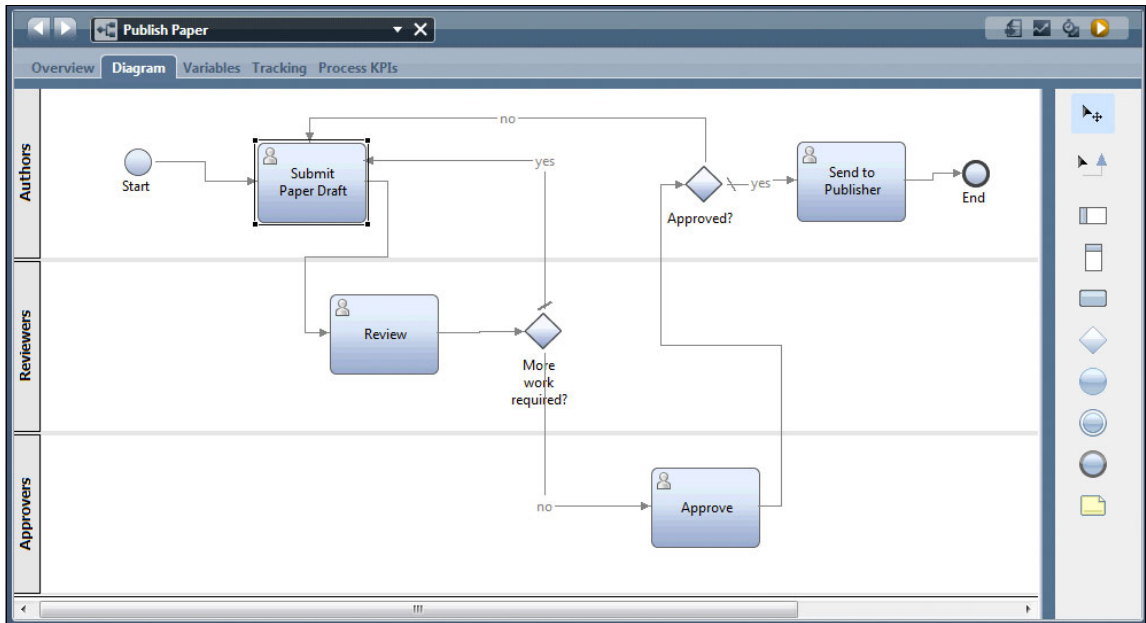 Publish Paper
Overview Diagram Variables Tracking Process KPIs
Authors
Start
Submit
Paper Draft
no
yes
Approved?
yes
Send to
Publisher
End
Reviewers
Review
More
work
required?
Approvers
no
Approve